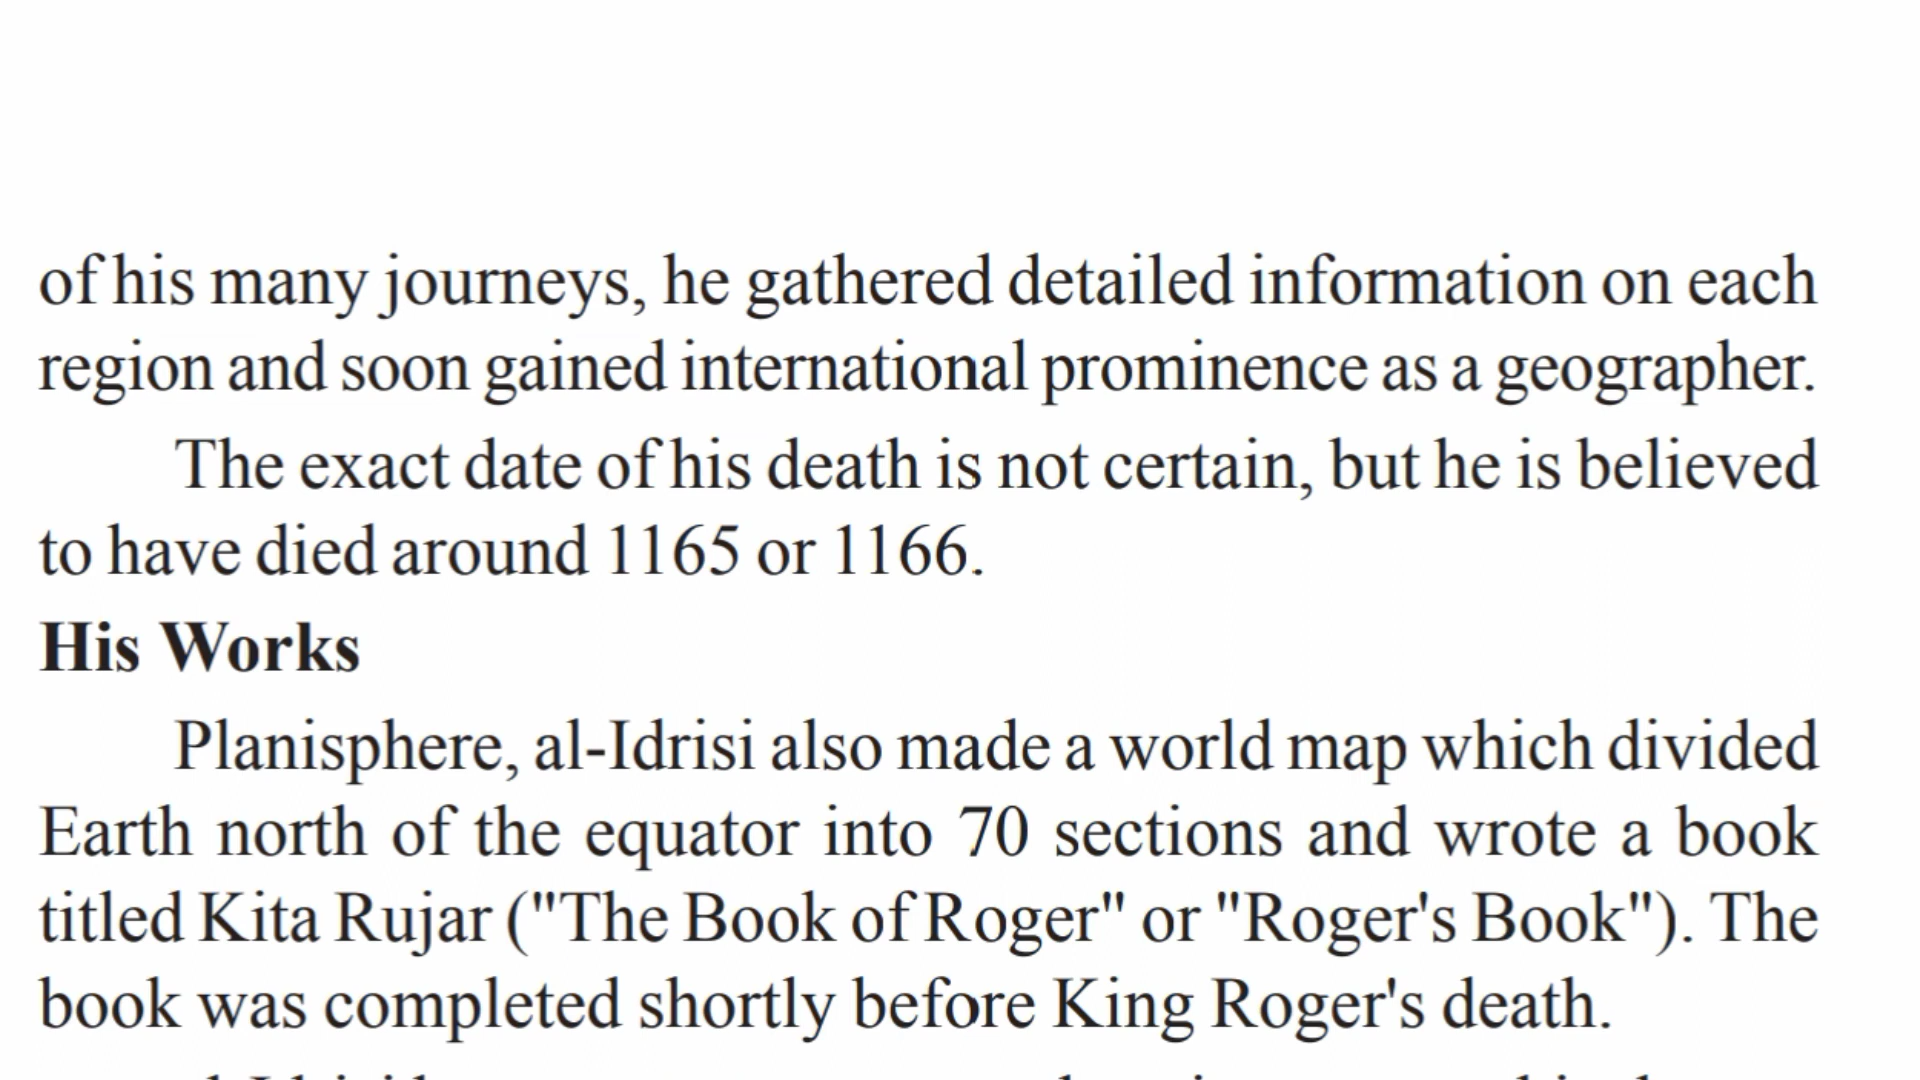 of his many journeys, he gathered detailed information on each
region and soon gained international prominence as a geographer.
The exact date of his death is not certain, but he is believed
to have died around 1165 or 1166.
His Works
Planisphere, al-Idrisi also made a world map which divided
Earth north of the equator into 70 sections and wrote a book
titled Kita Rujar ("The Book of Roger" or "Roger's Book"). The
book was completed shortly before King Roger's death.